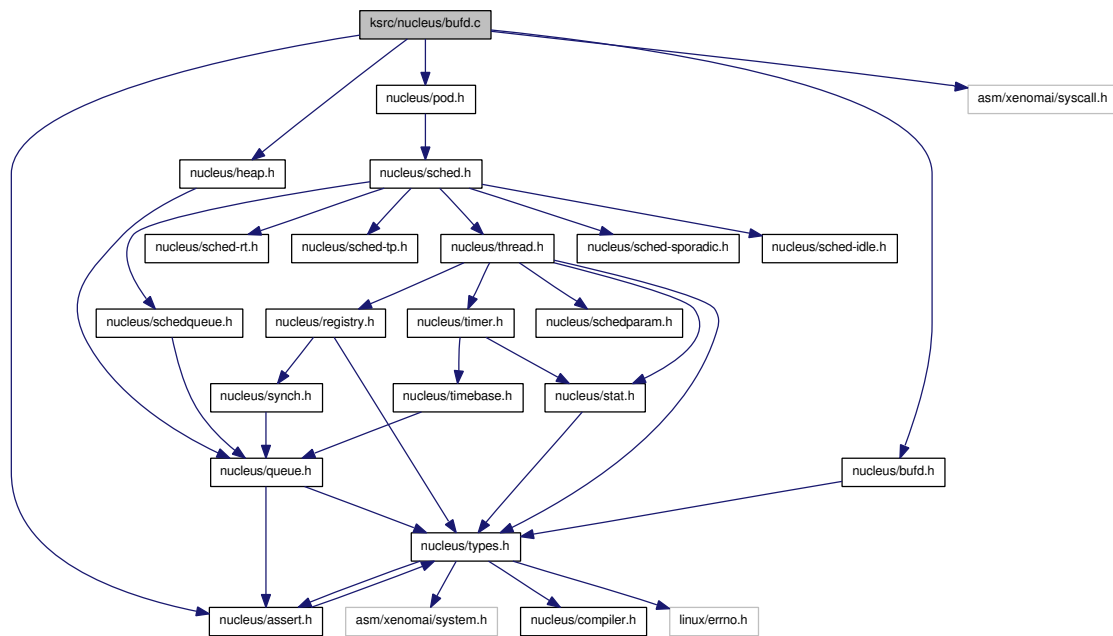 ksrc/nucleus/bufd.c
nucleus/pod.h
asm/xenomai/syscall.h
nucleus/heap.h
nucleus/sched.h
nucleus/sched-rt.h
nucleus/sched-tp.h
nucleus/thread.h
nucleus/sched-sporadic.h
nucleus/sched-idle.h
nucleus/schedqueue.h
nucleus/registry.h
nucleus/timer.h
nucleus/schedparam.h
nucleus/synch.h
nucleus/timebase.h
nucleus/stat.h
nucleus/queue.h
nucleus/bufd.h
nucleus/types.h
nucleus/assert.h
asm/xenomai/system.h
nucleus/compiler.h
linux/errno.h